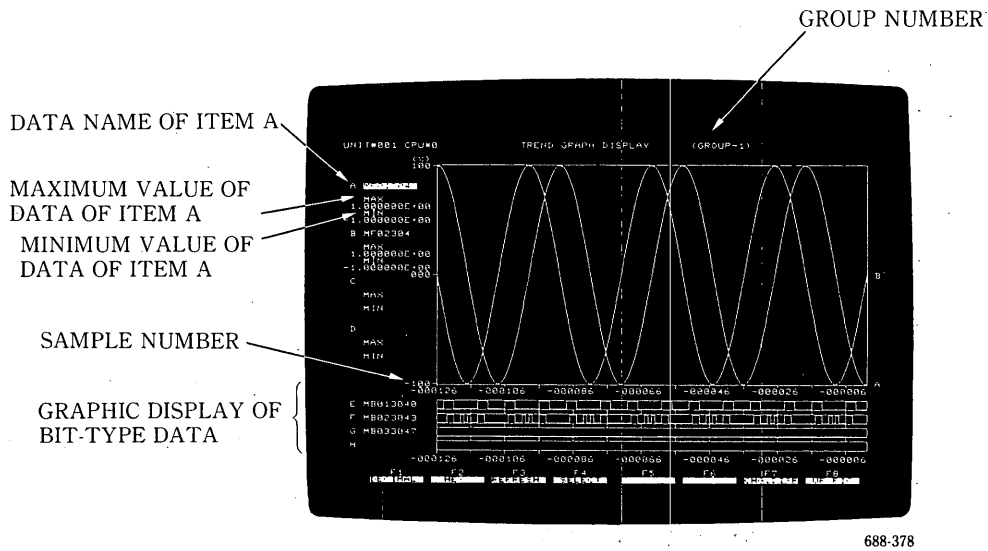 GROUP NUMBER
DATA NAME OF ITEM A
MAXIMUM VALUE OF
DATA OF ITEM A
MINIMUM VALUE OF
DATA OF ITEM A
SAMPLE NUMBER
GRAPHIC DISPLAY OF
BIT-TYPE DATA
UNIT#001 CPU#0 TREND GRAPH DISPLAY (GROUP-1)
(%)
100
A
MAX
1.000000E+00
MIN
-1.000000E+00
B MF02304
MAX
1.000000E+00
MIN
-1.000000E+00
000
B
C
MAX
MIN
D
MAX
MIN
-100
A
-000126 -000106 -000086 -000066 -000046 -000026 -000006
E MB013040
F MB023043
G MB033047
H
-000126 -000106 -000086 -000066 -000046 -000026 -000006
F1 F2 F3 F4 F5 F6 F7 F8
REFRESH SELECT
688-378